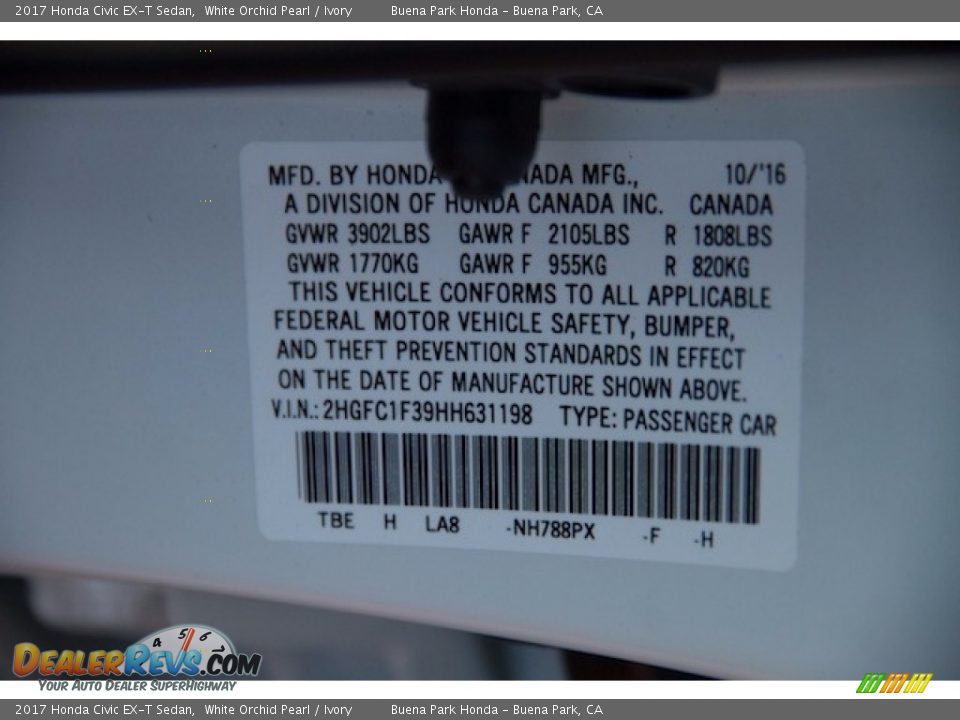 2017 Honda Civic EX-T Sedan, White Orchid Pearl / Ivory Buena Park Honda - Buena Park, CA
MFD. BY HONDA NADA MFG., 10/'16
A DIVISION OF HONDA CANADA INC. CANADA
GVWR 3902LBS GAWR F 2105LBS R 1808LBS
GVWR 1770KG GAWR F 955KG R 820KG
THIS VEHICLE CONFORMS TO ALL APPLICABLE
FEDERAL MOTOR VEHICLE SAFETY, BUMPER,
AND THEFT PREVENTION STANDARDS IN EFFECT
ON THE DATE OF MANUFACTURE SHOWN ABOVE.
V.I.N.: 2HGFC1F39HH631198 TYPE: PASSENGER CAR
TBE H LA8 -NH788PX -F -H
4 5 6
DEALERREVS.COM
YOUR AUTO DEALER SUPERHIGHWAY
2017 Honda Civic EX-T Sedan, White Orchid Pearl / Ivory Buena Park Honda - Buena Park, CA